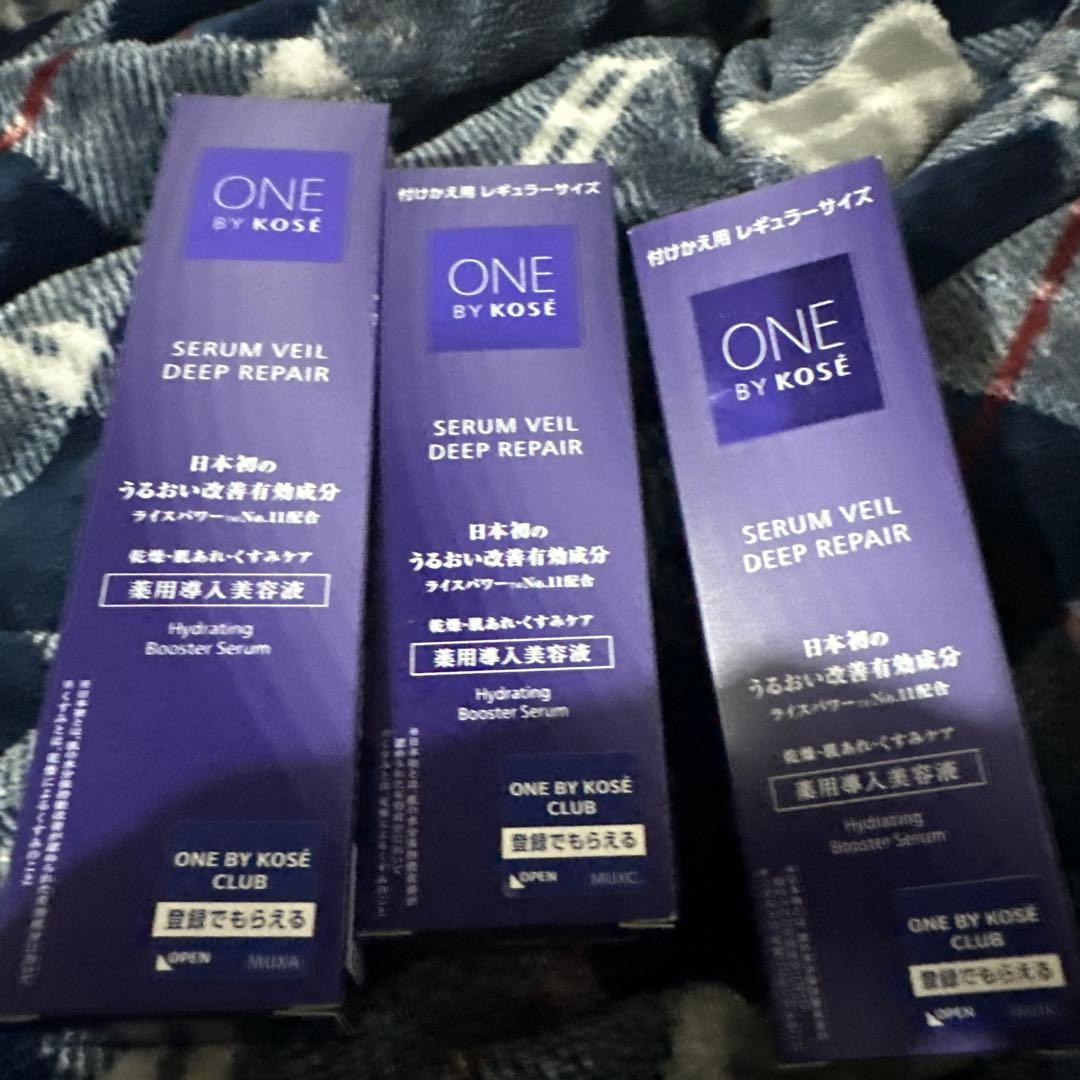 ONE
BY KOSÉ
SERUM VEIL
DEEP REPAIR
日本初の
うるおい改善有効成分
ライスパワー™No.11配合
乾燥・肌あれ・くすみケア
薬用導入美容液
Hydrating
Booster Serum
ONE BY KOSÉ
CLUB
登録でもらえる
OPEN
MUXA
付けかえ用 レギュラーサイズ
ONE
BY KOSÉ
SERUM VEIL
DEEP REPAIR
日本初の
うるおい改善有効成分
ライスパワー™No.11配合
乾燥・肌あれ・くすみケア
薬用導入美容液
Hydrating
Booster Serum
ONE BY KOSÉ
CLUB
登録でもらえる
OPEN
MUXC
付けかえ用 レギュラーサイズ
ONE
BY KOSÉ
SERUM VEIL
DEEP REPAIR
日本初の
うるおい改善有効成分
ライスパワー™No.11配合
乾燥・肌あれ・くすみケア
薬用導入美容液
Hydrating
Booster Serum
ONE BY KOSÉ
CLUB
登録でもらえる
OPEN